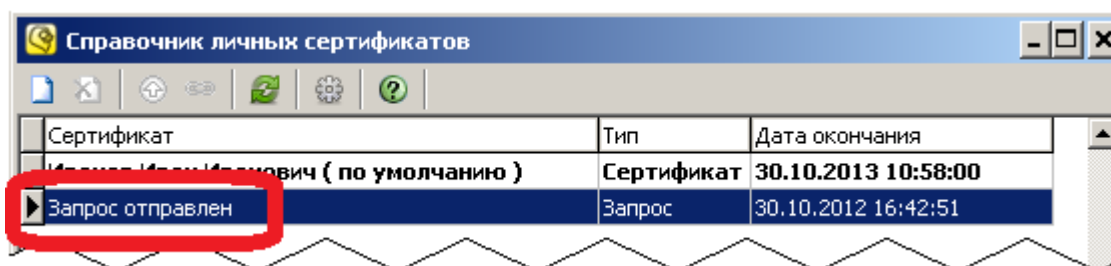 Справочник личных сертификатов
Сертификат Тип Дата окончания
Иванович ( по умолчанию ) Сертификат 30.10.2013 10:58:00
Запрос отправлен Запрос 30.10.2012 16:42:51